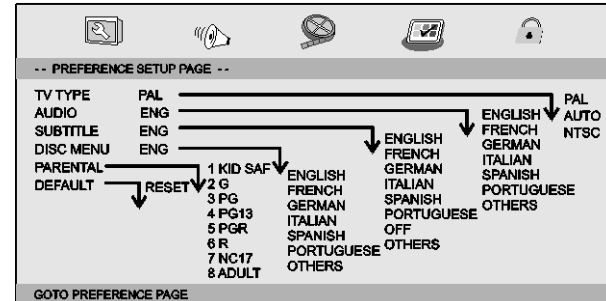 -- PREFERENCE SETUP PAGE --
TV TYPE PAL
AUDIO ENG
SUBTITLE ENG
DISC MENU ENG
PARENTAL
DEFAULT RESET
1 KID SAF
2 G
3 PG
4 PG13
5 PGR
6 R
7 NC17
8 ADULT
ENGLISH
FRENCH
GERMAN
ITALIAN
SPANISH
PORTUGUESE
OTHERS
ENGLISH
FRENCH
GERMAN
ITALIAN
SPANISH
PORTUGUESE
OFF
OTHERS
ENGLISH
FRENCH
GERMAN
ITALIAN
SPANISH
PORTUGUESE
OTHERS
PAL
AUTO
NTSC
GOTO PREFERENCE PAGE